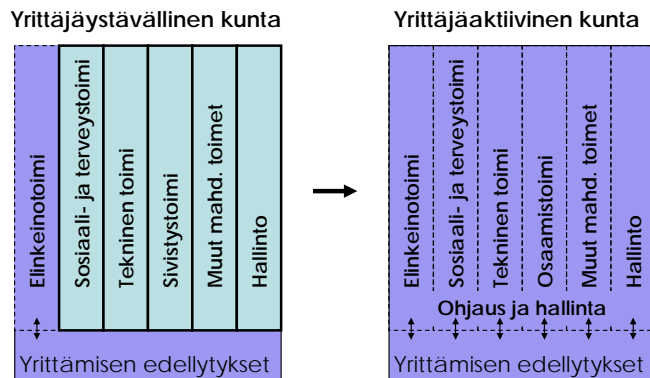 Yrittäjäystävällinen kunta
Elinkeinotoimi
Sosiaali- ja terveystoimi
Tekninen toimi
Sivistystoimi
Muut mahd. toimet
Hallinto
Yrittämisen edellytykset
Yrittäjäaktiivinen kunta
Elinkeinotoimi
Sosiaali- ja terveystoimi
Tekninen toimi
Osaamistoimi
Muut mahd. toimet
Hallinto
Ohjaus ja hallinta
Yrittämisen edellytykset